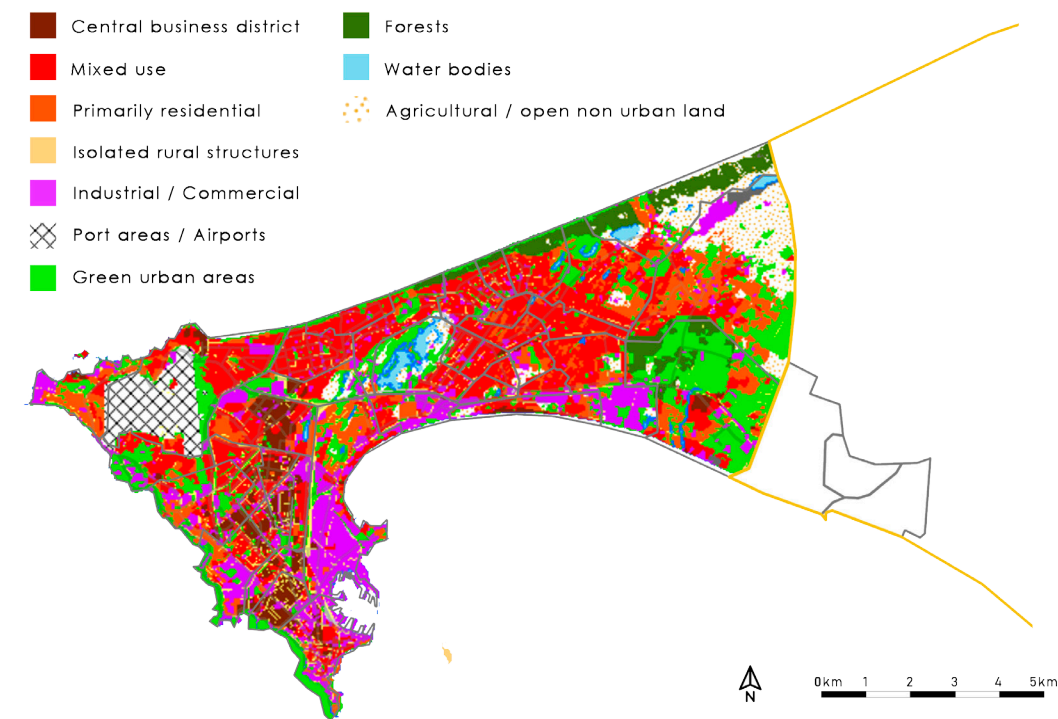 Central business district
Mixed use
Primarily residential
Isolated rural structures
Industrial / Commercial
Port areas / Airports
Green urban areas
Forests
Water bodies
Agricultural / open non urban land
N
0km 1 2 3 4 5km